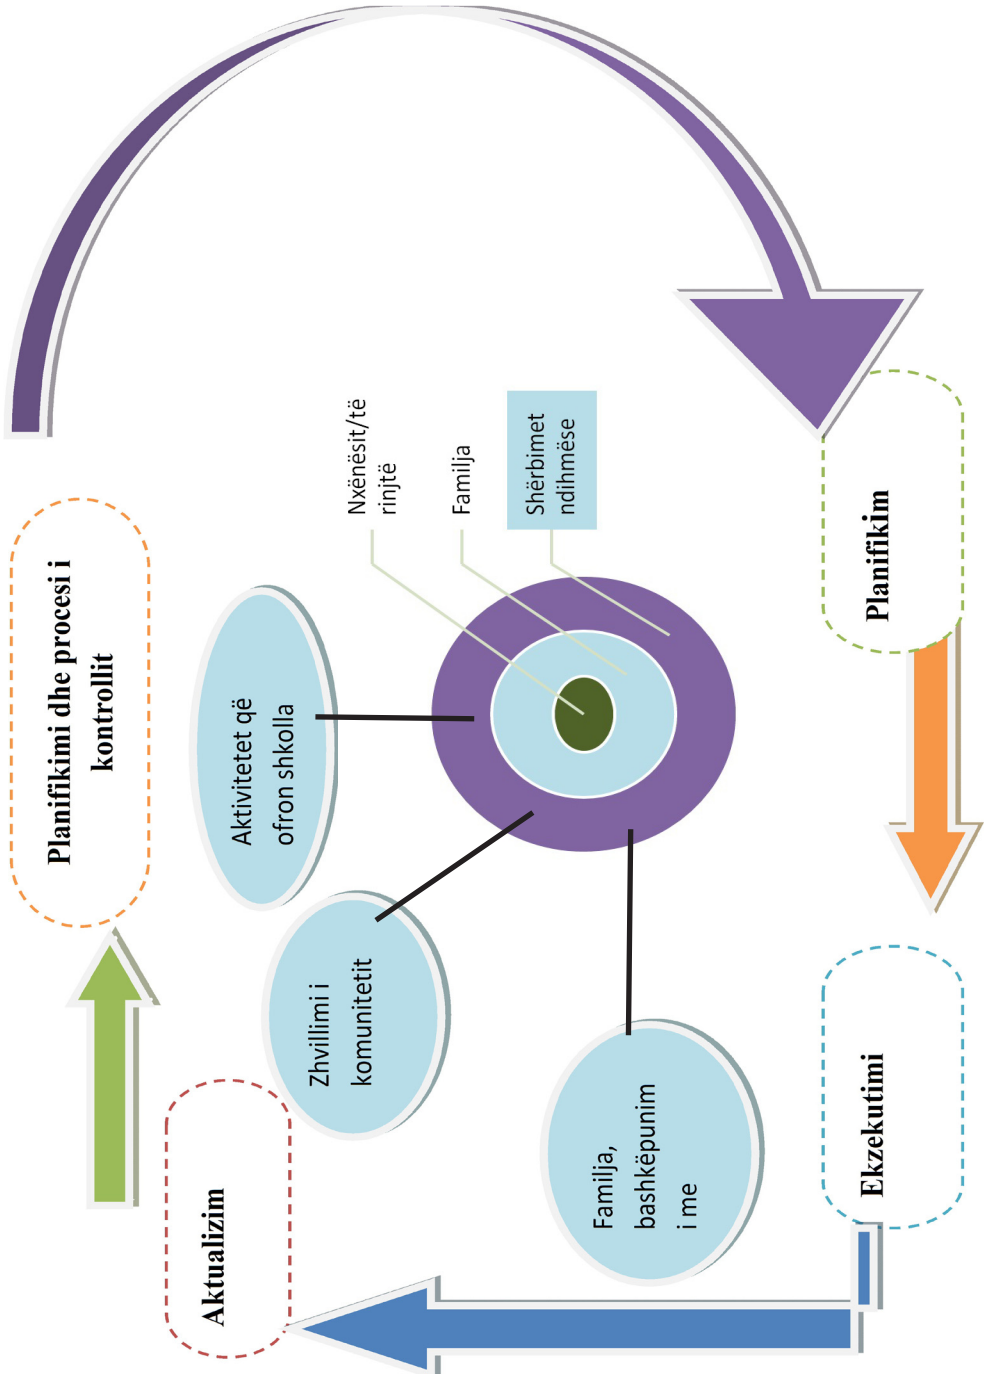 Planifikimi dhe procesi i
kontrollit
Aktualizim
Aktivitetet që
ofron shkolla
Zhvillimi i
komunitetit
Nxënësit/të
rinjtë
Familja
Shërbimet
ndihmëse
Familja,
bashkëpunim
i me
Ekzekutimi
Planifikim